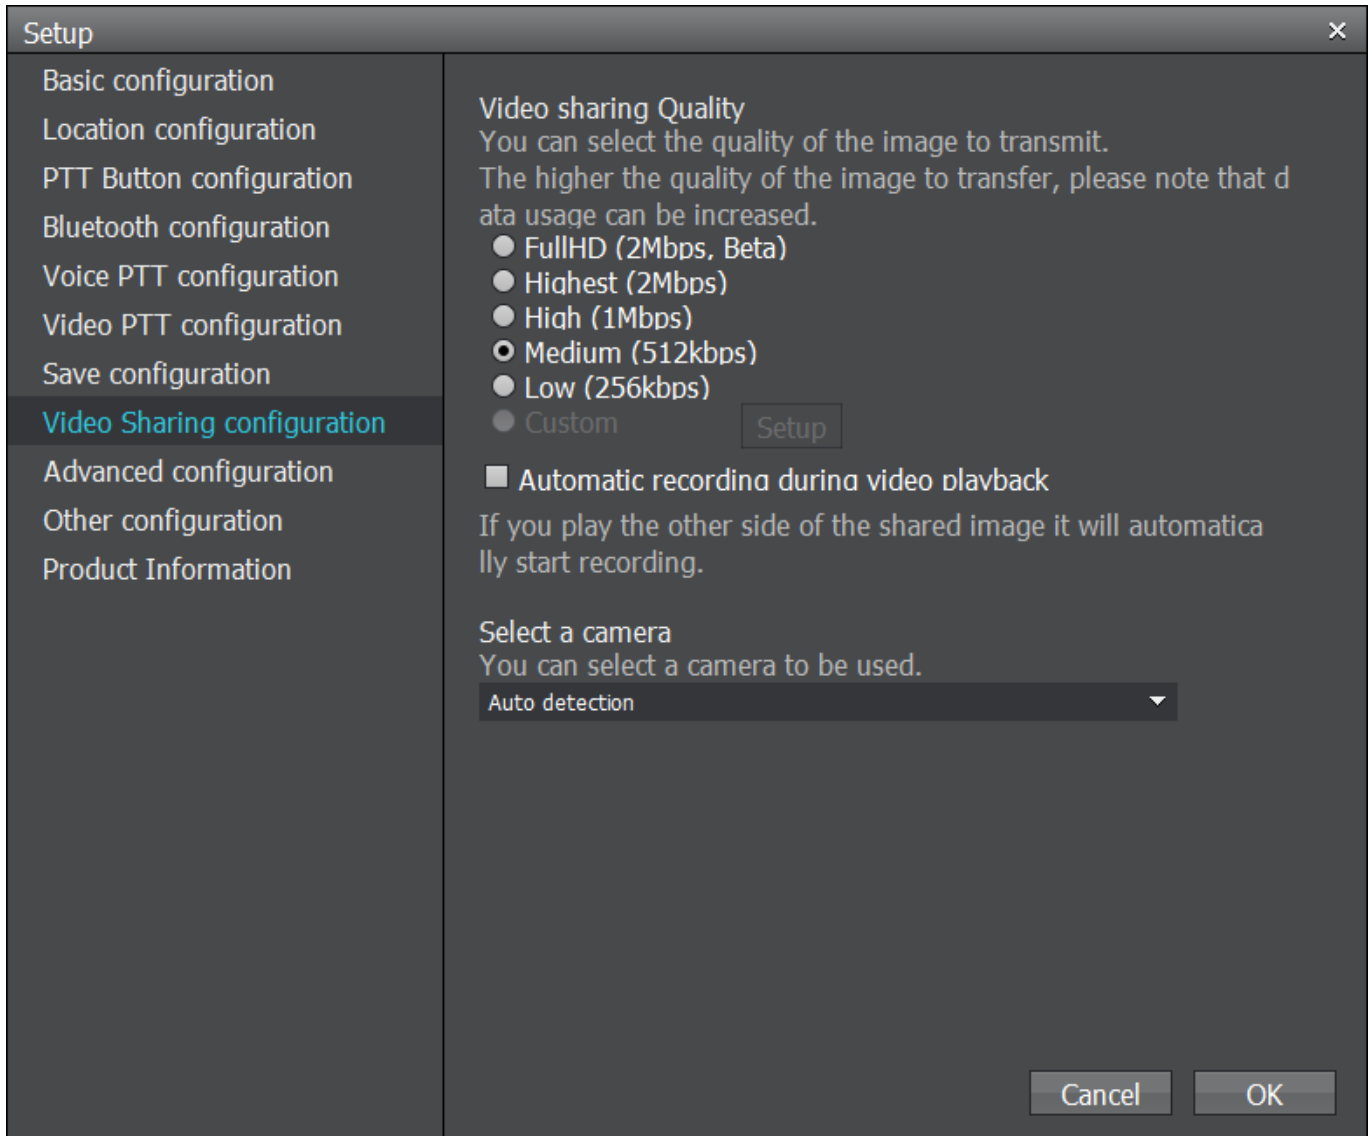 Setup
Basic configuration
Location configuration
PTT Button configuration
Bluetooth configuration
Voice PTT configuration
Video PTT configuration
Save configuration
Video Sharing configuration
Advanced configuration
Other configuration
Product Information
Video sharing Quality
You can select the quality of the image to transmit.
The higher the quality of the image to transfer, please note that d
ata usage can be increased.
FullHD (2Mbps, Beta)
Highest (2Mbps)
High (1Mbps)
Medium (512kbps)
Low (256kbps)
Custom Setup
Automatic recording during video playback
If you play the other side of the shared image it will automatica
lly start recording.
Select a camera
You can select a camera to be used.
Auto detection
Cancel OK